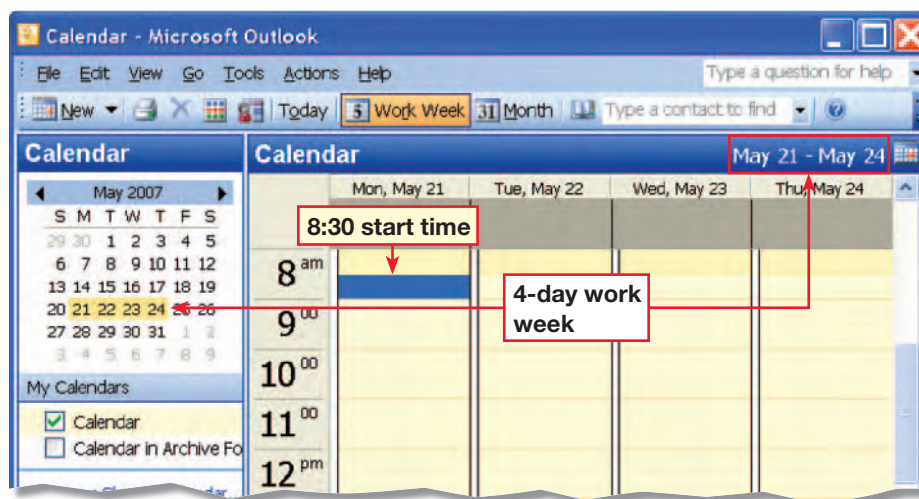 Calendar - Microsoft Outlook
File Edit View Go Tools Actions Help Type a question for help
New Today 5 Work Week 31 Month Type a contact to find
Calendar
May 2007
S M T W T F S
29 30 1 2 3 4 5
6 7 8 9 10 11 12
13 14 15 16 17 18 19
20 21 22 23 24 25 26
27 28 29 30 31 1 2
3 4 5 6 7 8 9
My Calendars
Calendar
Calendar in Archive Fo
Calendar May 21 - May 24
Mon, May 21 Tue, May 22 Wed, May 23 Thu, May 24
8:30 start time
8 am
4-day work
week
9 00
10 00
11 00
12 pm